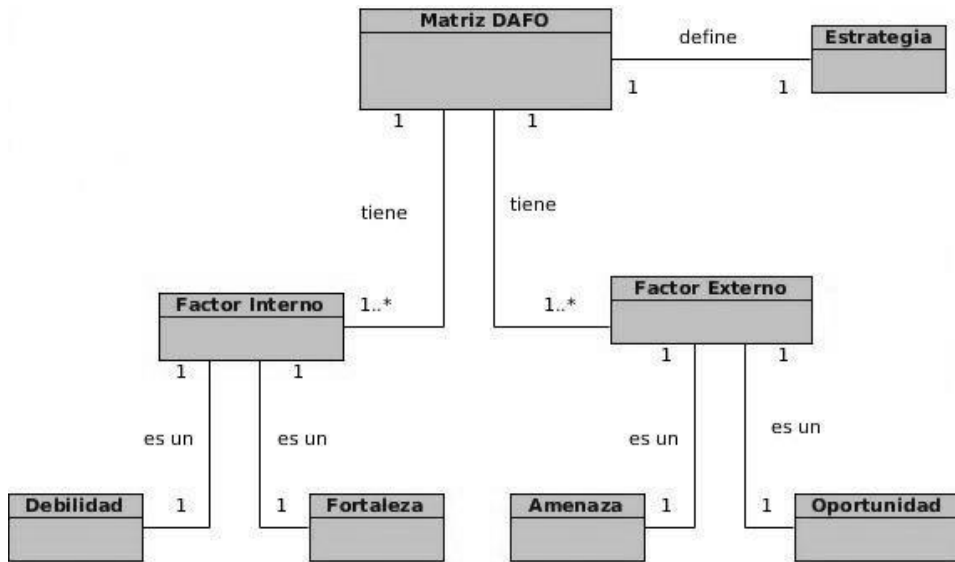 Matriz DAFO
define
Estrategia
1
1
1
1
tiene
tiene
Factor Interno
1..*
1..*
Factor Externo
1
1
1
1
es un
es un
es un
es un
Debilidad
1
1
Fortaleza
Amenaza
1
1
Oportunidad